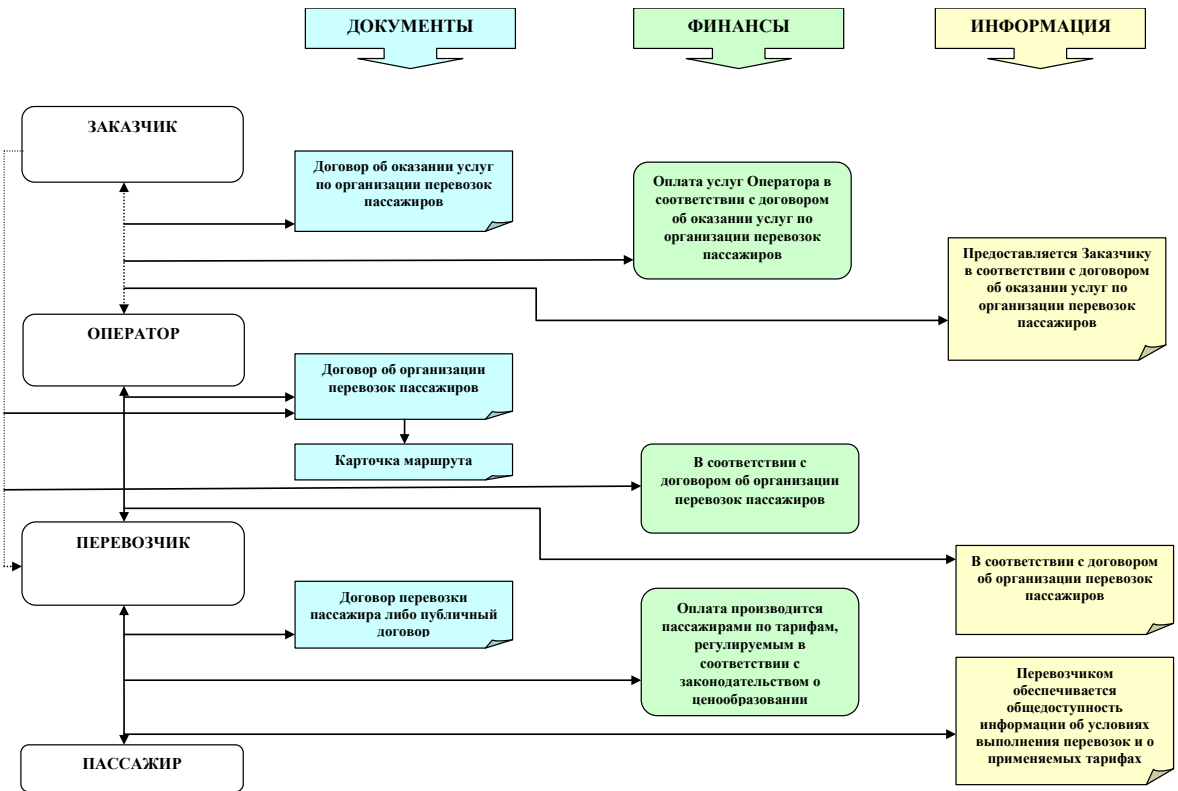 ДОКУМЕНТЫ
ФИНАНСЫ
ИНФОРМАЦИЯ
ЗАКАЗЧИК
Договор об оказании услуг
по организации перевозок
пассажиров
Оплата услуг Оператора в
соответствии с договором
об оказании услуг по
организации перевозок
пассажиров
Предоставляется Заказчику
в соответствии с договором
об оказании услуг по
организации перевозок
пассажиров
ОПЕРАТОР
Договор об организации
перевозок пассажиров
Карточка маршрута
В соответствии с
договором об организации
перевозок пассажиров
ПЕРЕВОЗЧИК
В соответствии с договором
об организации перевозок
пассажиров
Договор перевозки
пассажира либо публичный
договор
Оплата производится
пассажирами по тарифам,
регулируемым в
соответствии с
законодательством о
ценообразовании
Перевозчиком
обеспечивается
общедоступность
информации об условиях
выполнения перевозок и о
применяемых тарифах
ПАССАЖИР